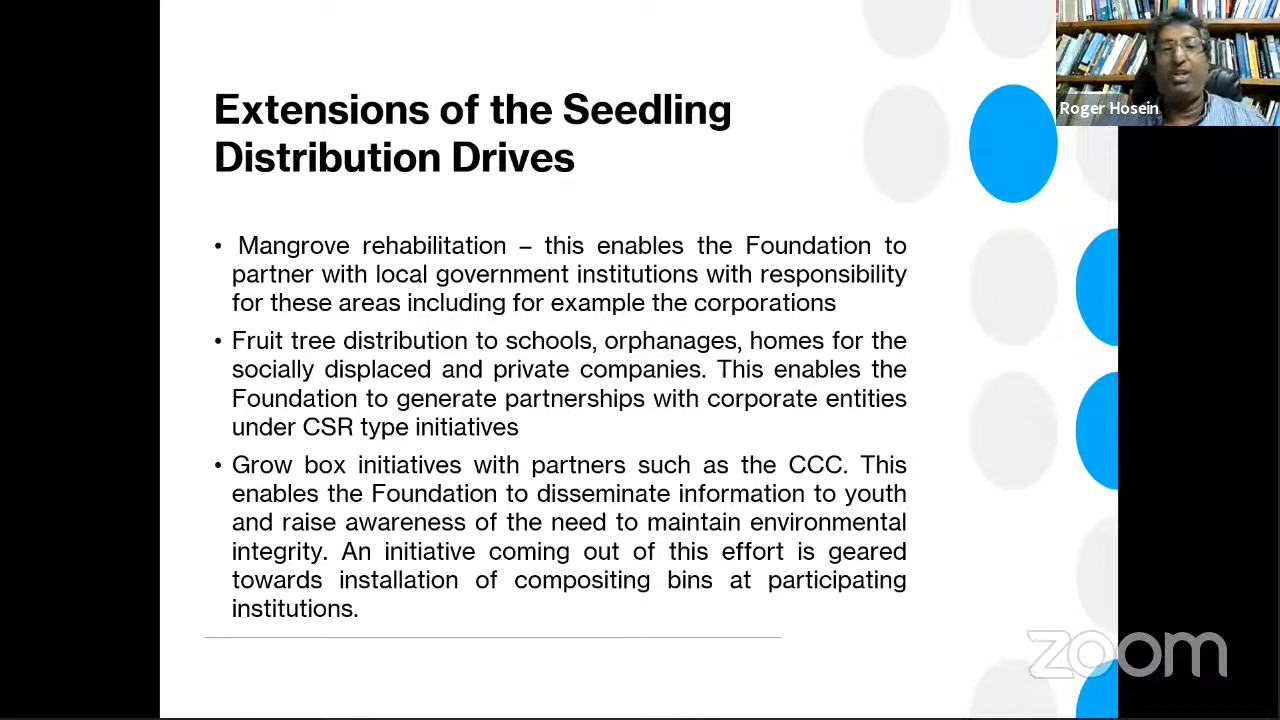 Extensions of the Seedling
Distribution Drives
• Mangrove rehabilitation – this enables the Foundation to
partner with local government institutions with responsibility
for these areas including for example the corporations
• Fruit tree distribution to schools, orphanages, homes for the
socially displaced and private companies. This enables the
Foundation to generate partnerships with corporate entities
under CSR type initiatives
• Grow box initiatives with partners such as the CCC. This
enables the Foundation to disseminate information to youth
and raise awareness of the need to maintain environmental
integrity. An initiative coming out of this effort is geared
towards installation of compositing bins at participating
institutions.
Roger Hosein
zoom